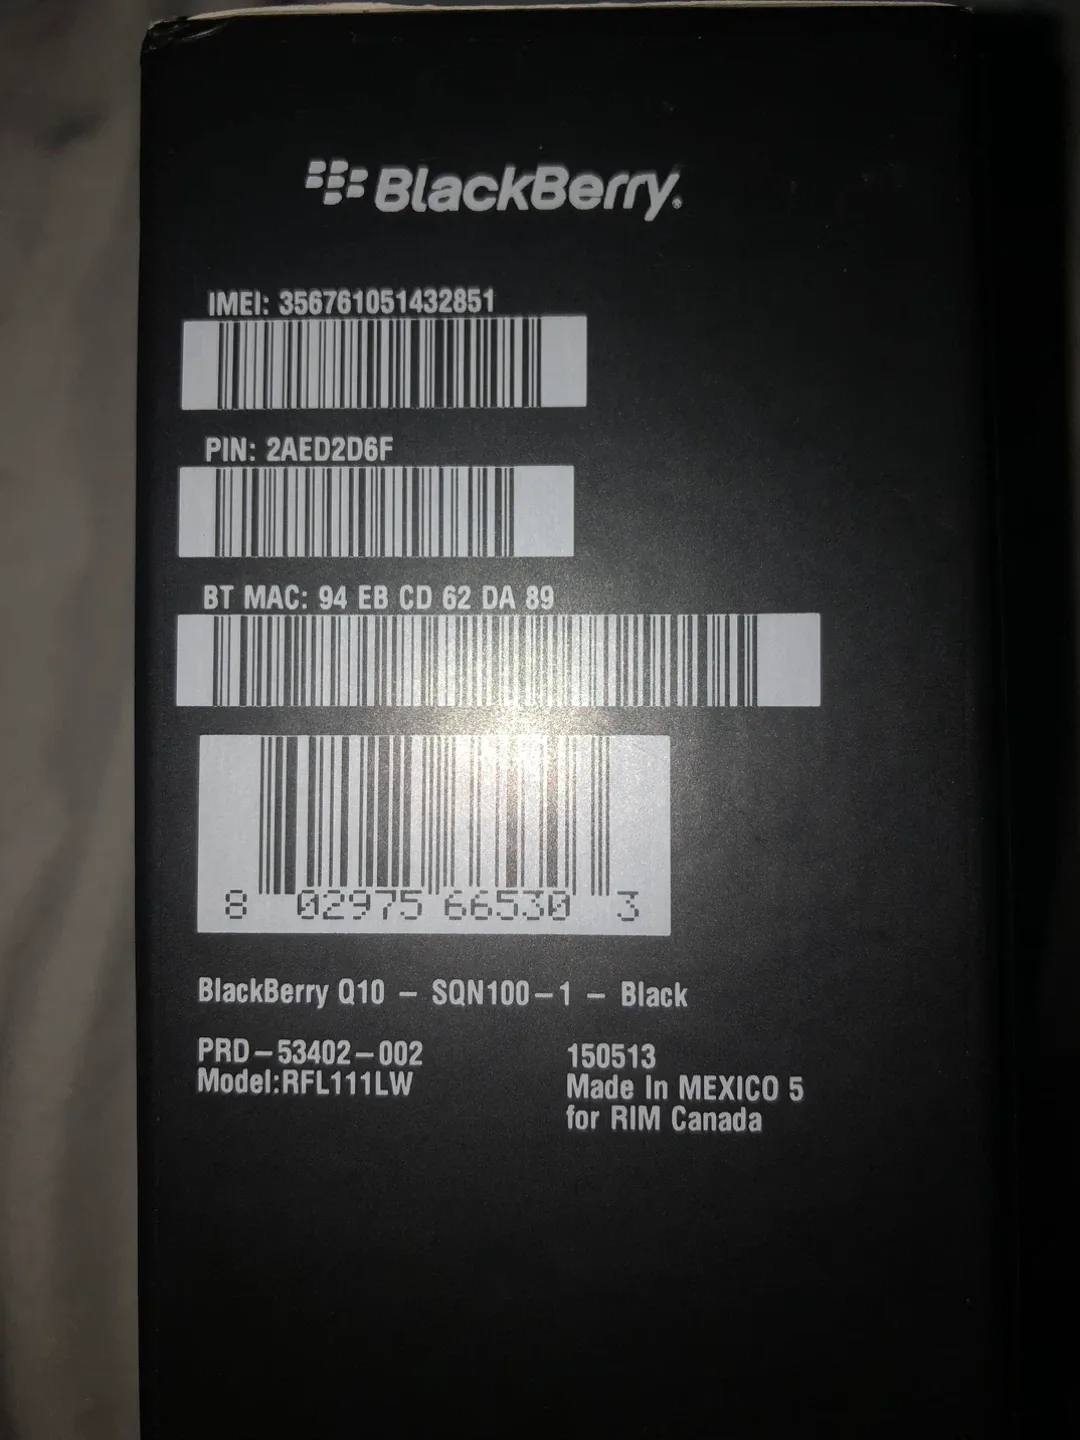 BlackBerry.
IMEI: 356761051432851
PIN: 2AED2D6F
BT MAC: 94 EB CD 62 DA 89
8 02975 66530 3
BlackBerry Q10 – SQN100–1 – Black
PRD–53402–002
Model:RFL111LW
150513
Made In MEXICO 5
for RIM Canada